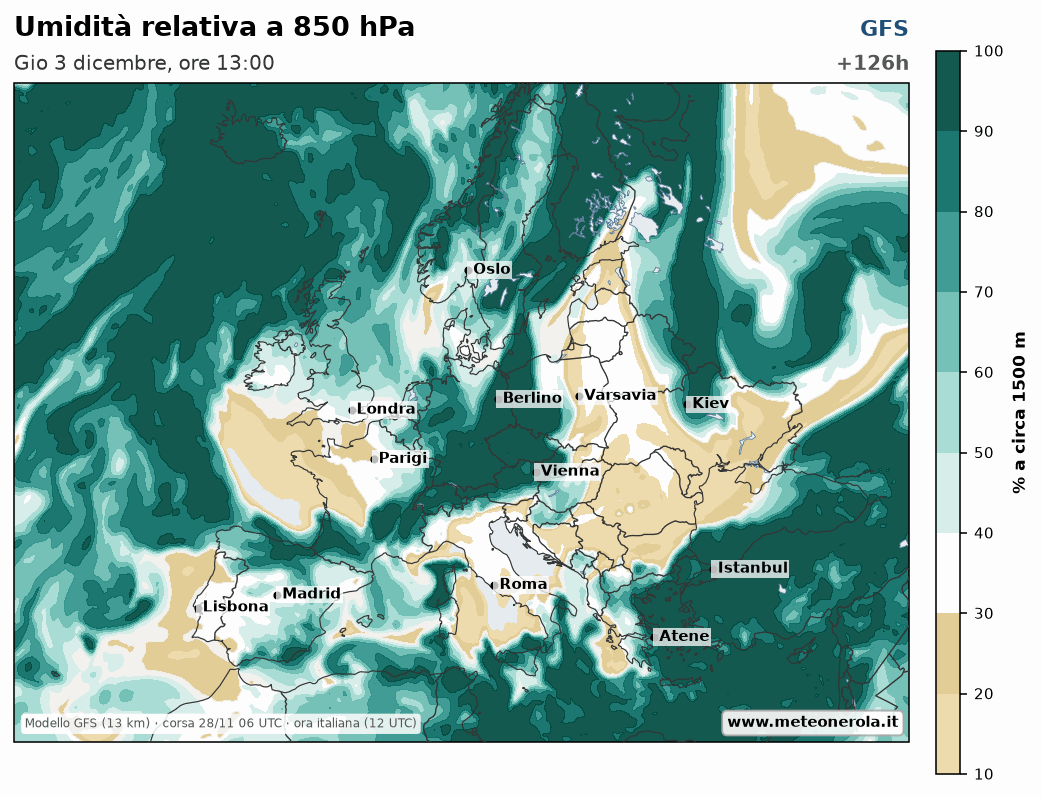 Umidità relativa a 850 hPa
GFS
Gio 3 dicembre, ore 13:00
+126h
100
90
80
70
60
50
40
30
20
10
% a circa 1500 m
Oslo
Londra
Berlino
Varsavia
Kiev
Parigi
Vienna
Istanbul
Roma
Madrid
Lisbona
Atene
Modello GFS (13 km) · corsa 28/11 06 UTC · ora italiana (12 UTC)
www.meteonerola.it